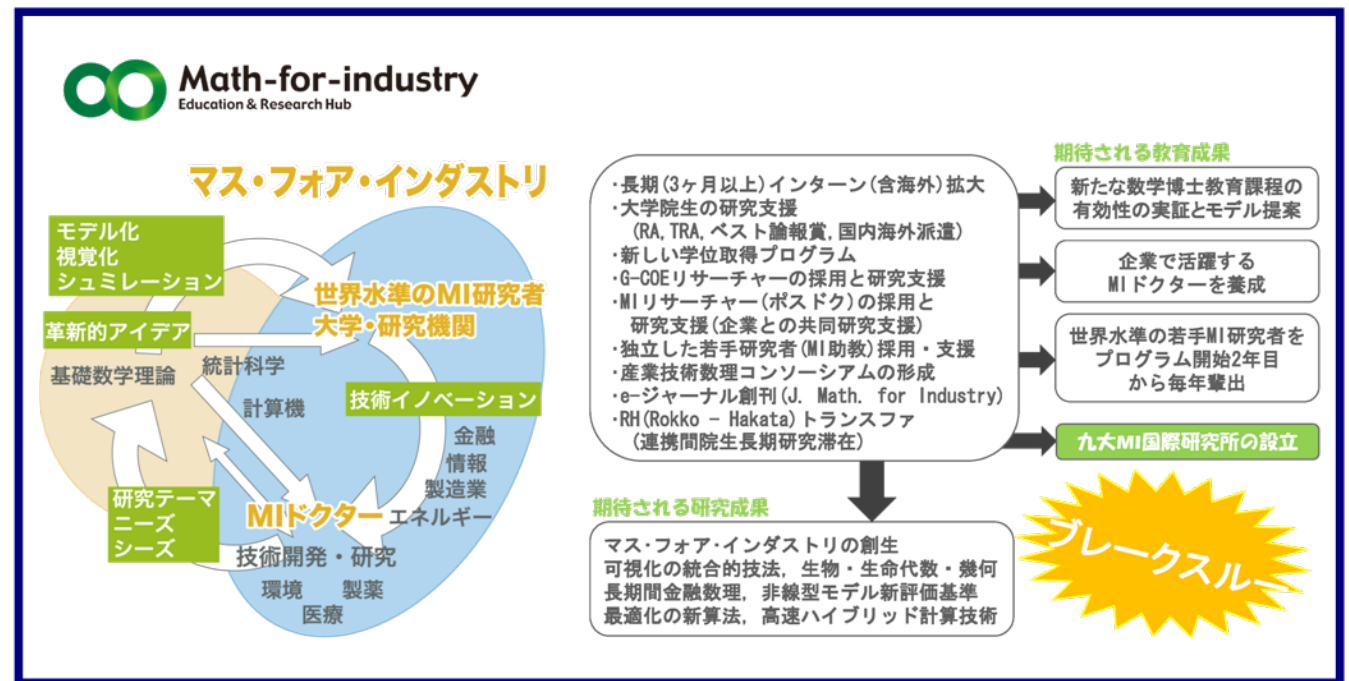 Math-for-industry
Education & Research Hub
マス・フォア・インダストリ
モデル化
視覚化
シュミレーション
世界水準のMI研究者
大学・研究機関
革新的アイデア
基礎数学理論
統計科学
計算機
技術イノベーション
金融
情報
製造業
エネルギー
研究テーマ
ニーズ
シーズ
MIドクター
技術開発・研究
環境
製薬
医療
・長期(3ヶ月以上)インターン(含海外)拡大
・大学院生の研究支援
(RA,TRA,ベスト論報賞,国内海外派遣)
・新しい学位取得プログラム
・G-COEリサーチャーの採用と研究支援
・MIリサーチャー(ポスドク)の採用と
研究支援(企業との共同研究支援)
・独立した若手研究者(MI助教)採用・支援
・産業技術数理コンソーシアムの形成
・e-ジャーナル創刊(J. Math. for Industry)
・RH(Rokko - Hakata)トランスファ
(連携間院生長期研究滞在)
期待される教育成果
新たな数学博士教育課程の
有効性の実証とモデル提案
企業で活躍する
MIドクターを養成
世界水準の若手MI研究者を
プログラム開始2年目
から毎年輩出
九大MI国際研究所の設立
期待される研究成果
マス・フォア・インダストリの創生
可視化の統合的技法, 生物・生命代数・幾何
長期間金融数理, 非線型モデル新評価基準
最適化の新算法, 高速ハイブリッド計算技術
ブレークスルー